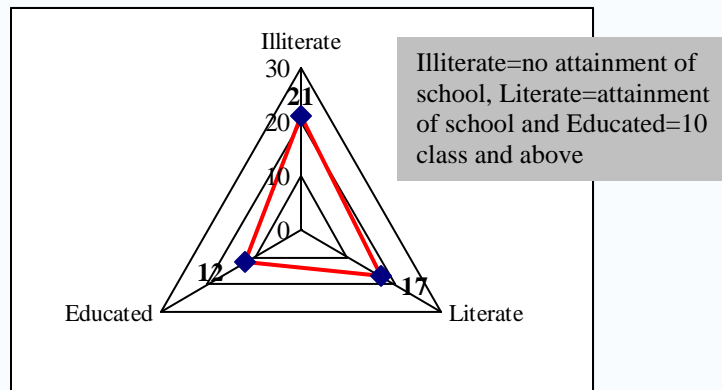 Illiterate
30
21
20
10
0
12
17
Educated
Literate
Illiterate=no attainment of
school, Literate=attainment
of school and Educated=10
class and above